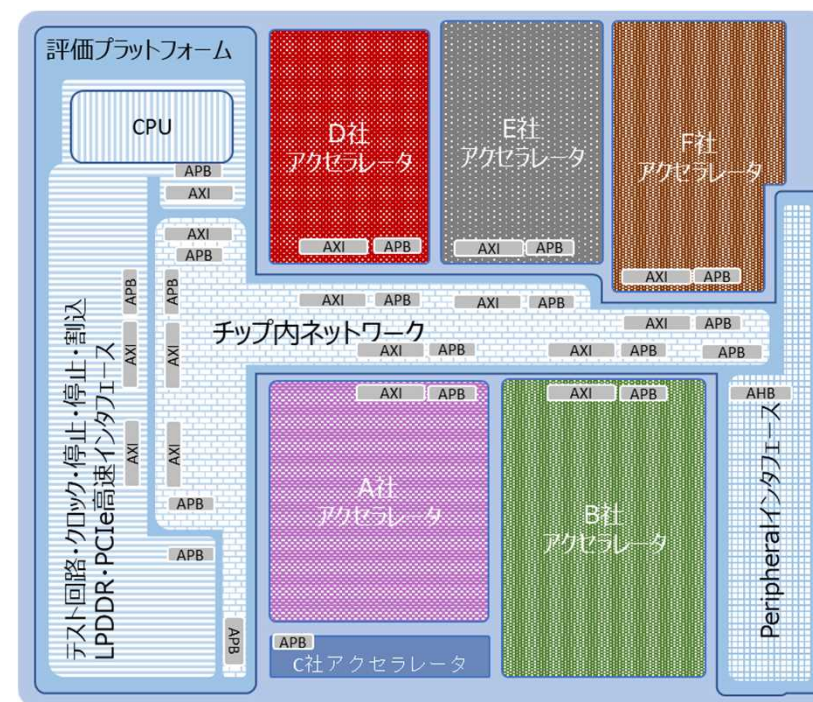 評価プラットフォーム
CPU
APB
AXI
D社
アクセラレータ
AXI
APB
E社
アクセラレータ
AXI
APB
F社
アクセラレータ
AXI
APB
AXI
APB
APB
AXI
AXI
APB
AXI
AXI
APB
APB
AXI
APB
AXI
APB
AXI
APB
チップ内ネットワーク
AXI
APB
AXI
APB
APB
テスト回路・クロック・停止・停止・割込
LPDDR・PCIe高速インタフェース
APB
APB
AXI
APB
A社
アクセラレータ
AXI
APB
B社
アクセラレータ
APB
C社アクセラレータ
AHB
Peripheralインタフェース